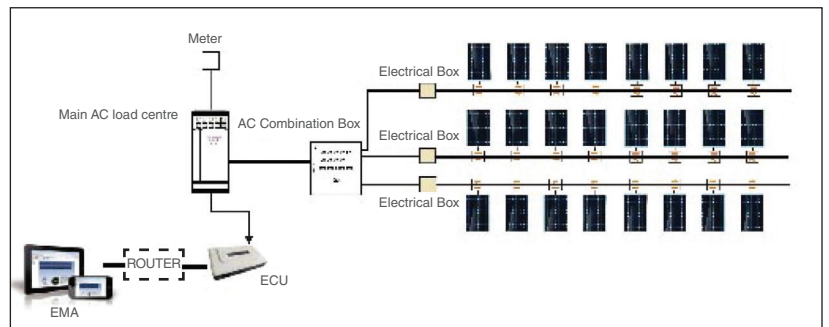 Meter
Electrical Box
Main AC load centre
AC Combination Box
Electrical Box
Electrical Box
ROUTER
ECU
EMA